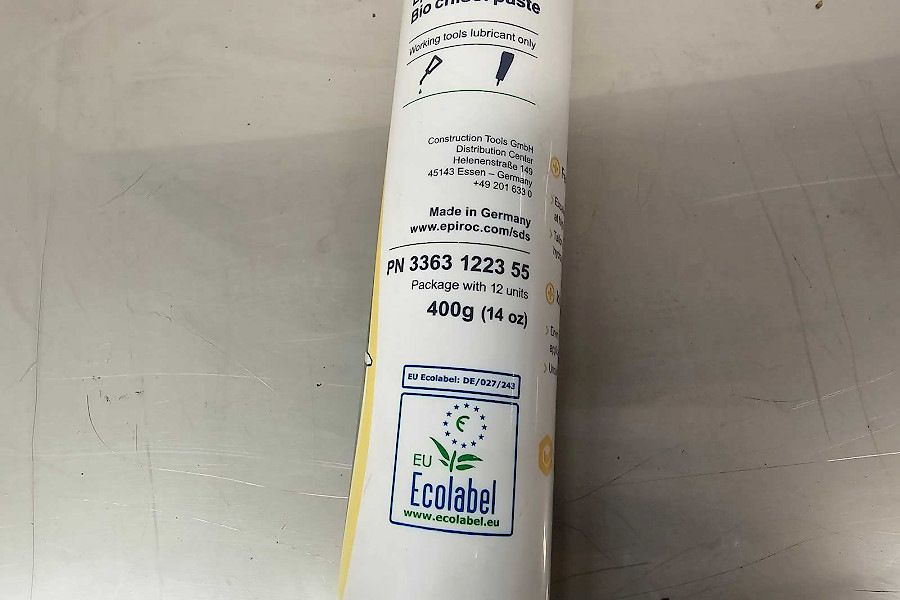 Bio chisel paste
Working tools lubricant only
Construction Tools GmbH
Distribution Center
Helenenstraße 149
45143 Essen – Germany
+49 201 633 0
Made in Germany
www.epiroc.com/sds
PN 3363 1223 55
Package with 12 units
400g (14 oz)
EU Ecolabel: DE/027/243
EU
Ecolabel
www.ecolabel.eu